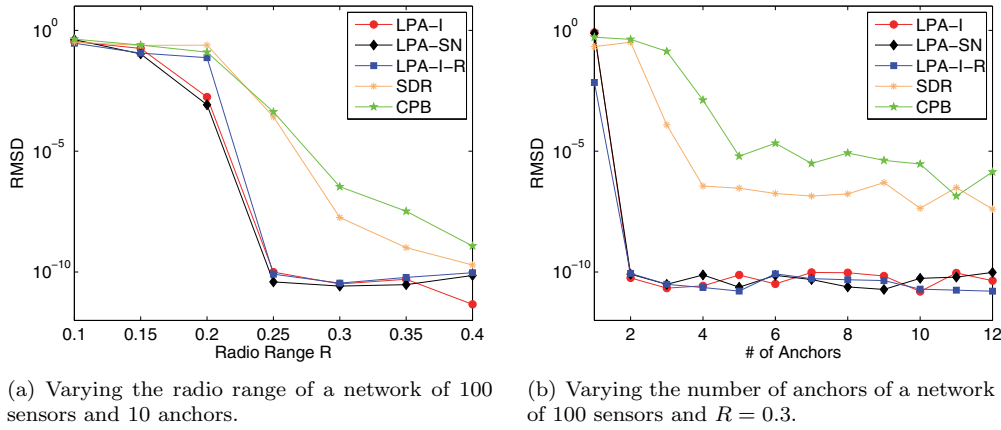 10^0
10^-5
10^-10
RMSD
0.1 0.15 0.2 0.25 0.3 0.35 0.4
Radio Range R
LPA-I
LPA-SN
LPA-I-R
SDR
CPB
(a) Varying the radio range of a network of 100
sensors and 10 anchors.
10^0
10^-5
10^-10
RMSD
2 4 6 8 10 12
# of Anchors
LPA-I
LPA-SN
LPA-I-R
SDR
CPB
(b) Varying the number of anchors of a network
of 100 sensors and R = 0.3.